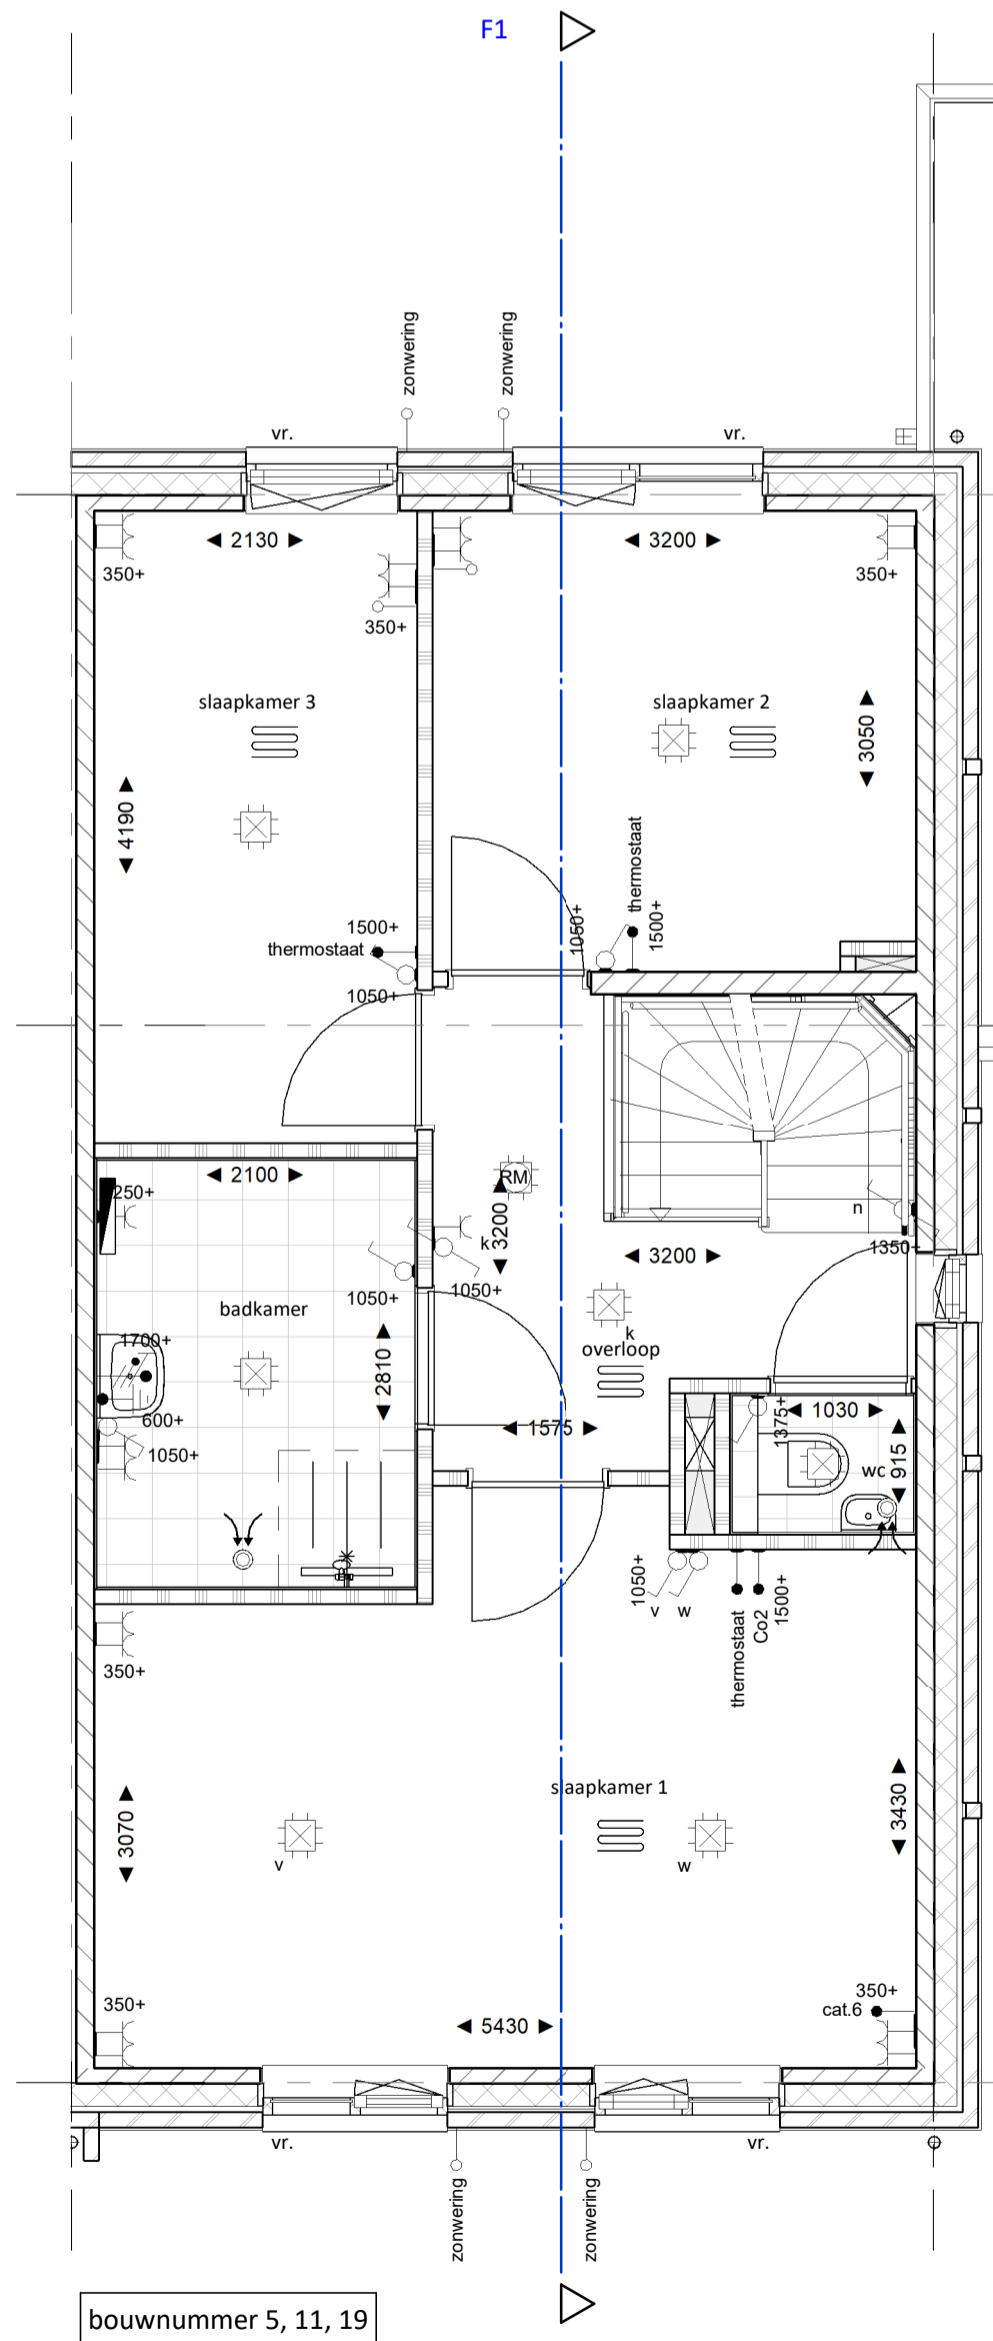 F1
zonwering
zonwering
vr.
vr.
2130
3200
350+
350+
350+
slaapkamer 3
slaapkamer 2
3050
4190
thermostaat
1500+
1050+
1500+
thermostaat
1050+
2100
250+
RM
3200
k
n
3200
1350+
1050+
1050+
badkamer
k
overloop
1700+
2810
600+
1050+
1575
1375+
1030
wc
915
1050+
v
w
thermostaat
Co2
1500+
350+
slaapkamer 1
3070
3430
v
w
350+
350+
cat.6
5430
vr.
vr.
zonwering
zonwering
bouwnummer 5, 11, 19